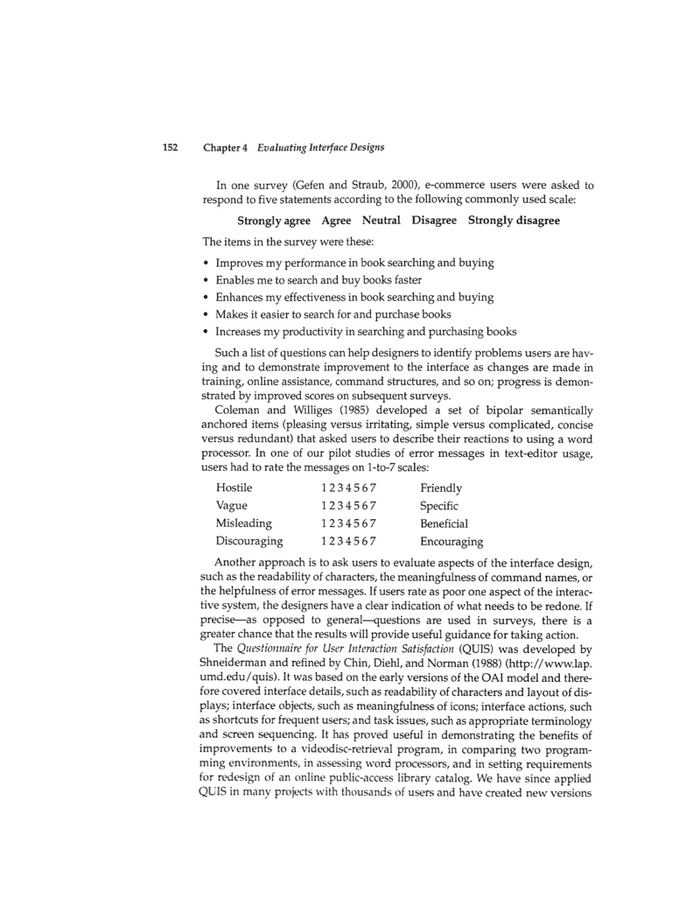 152 Chapter 4 Evaluating Interface Designs
In one survey (Gefen and Straub, 2000), e-commerce users were asked to
respond to five statements according to the following commonly used scale:
Strongly agree Agree Neutral Disagree Strongly disagree
The items in the survey were these:
• Improves my performance in book searching and buying
• Enables me to search and buy books faster
• Enhances my effectiveness in book searching and buying
• Makes it easier to search for and purchase books
• Increases my productivity in searching and purchasing books
Such a list of questions can help designers to identify problems users are hav-
ing and to demonstrate improvement to the interface as changes are made in
training, online assistance, command structures, and so on; progress is demon-
strated by improved scores on subsequent surveys.
Coleman and Williges (1985) developed a set of bipolar semantically
anchored items (pleasing versus irritating, simple versus complicated, concise
versus redundant) that asked users to describe their reactions to using a word
processor. In one of our pilot studies of error messages in text-editor usage,
users had to rate the messages on 1-to-7 scales:
Hostile 1 2 3 4 5 6 7 Friendly
Vague 1 2 3 4 5 6 7 Specific
Misleading 1 2 3 4 5 6 7 Beneficial
Discouraging 1 2 3 4 5 6 7 Encouraging
Another approach is to ask users to evaluate aspects of the interface design,
such as the readability of characters, the meaningfulness of command names, or
the helpfulness of error messages. If users rate as poor one aspect of the interac-
tive system, the designers have a clear indication of what needs to be redone. If
precise—as opposed to general—questions are used in surveys, there is a
greater chance that the results will provide useful guidance for taking action.
The Questionnaire for User Interaction Satisfaction (QUIS) was developed by
Shneiderman and refined by Chin, Diehl, and Norman (1988) (http://www.lap.
umd.edu/quis). It was based on the early versions of the OAI model and there-
fore covered interface details, such as readability of characters and layout of dis-
plays; interface objects, such as meaningfulness of icons; interface actions, such
as shortcuts for frequent users; and task issues, such as appropriate terminology
and screen sequencing. It has proved useful in demonstrating the benefits of
improvements to a videodisc-retrieval program, in comparing two program-
ming environments, in assessing word processors, and in setting requirements
for redesign of an online public-access library catalog. We have since applied
QUIS in many projects with thousands of users and have created new versions